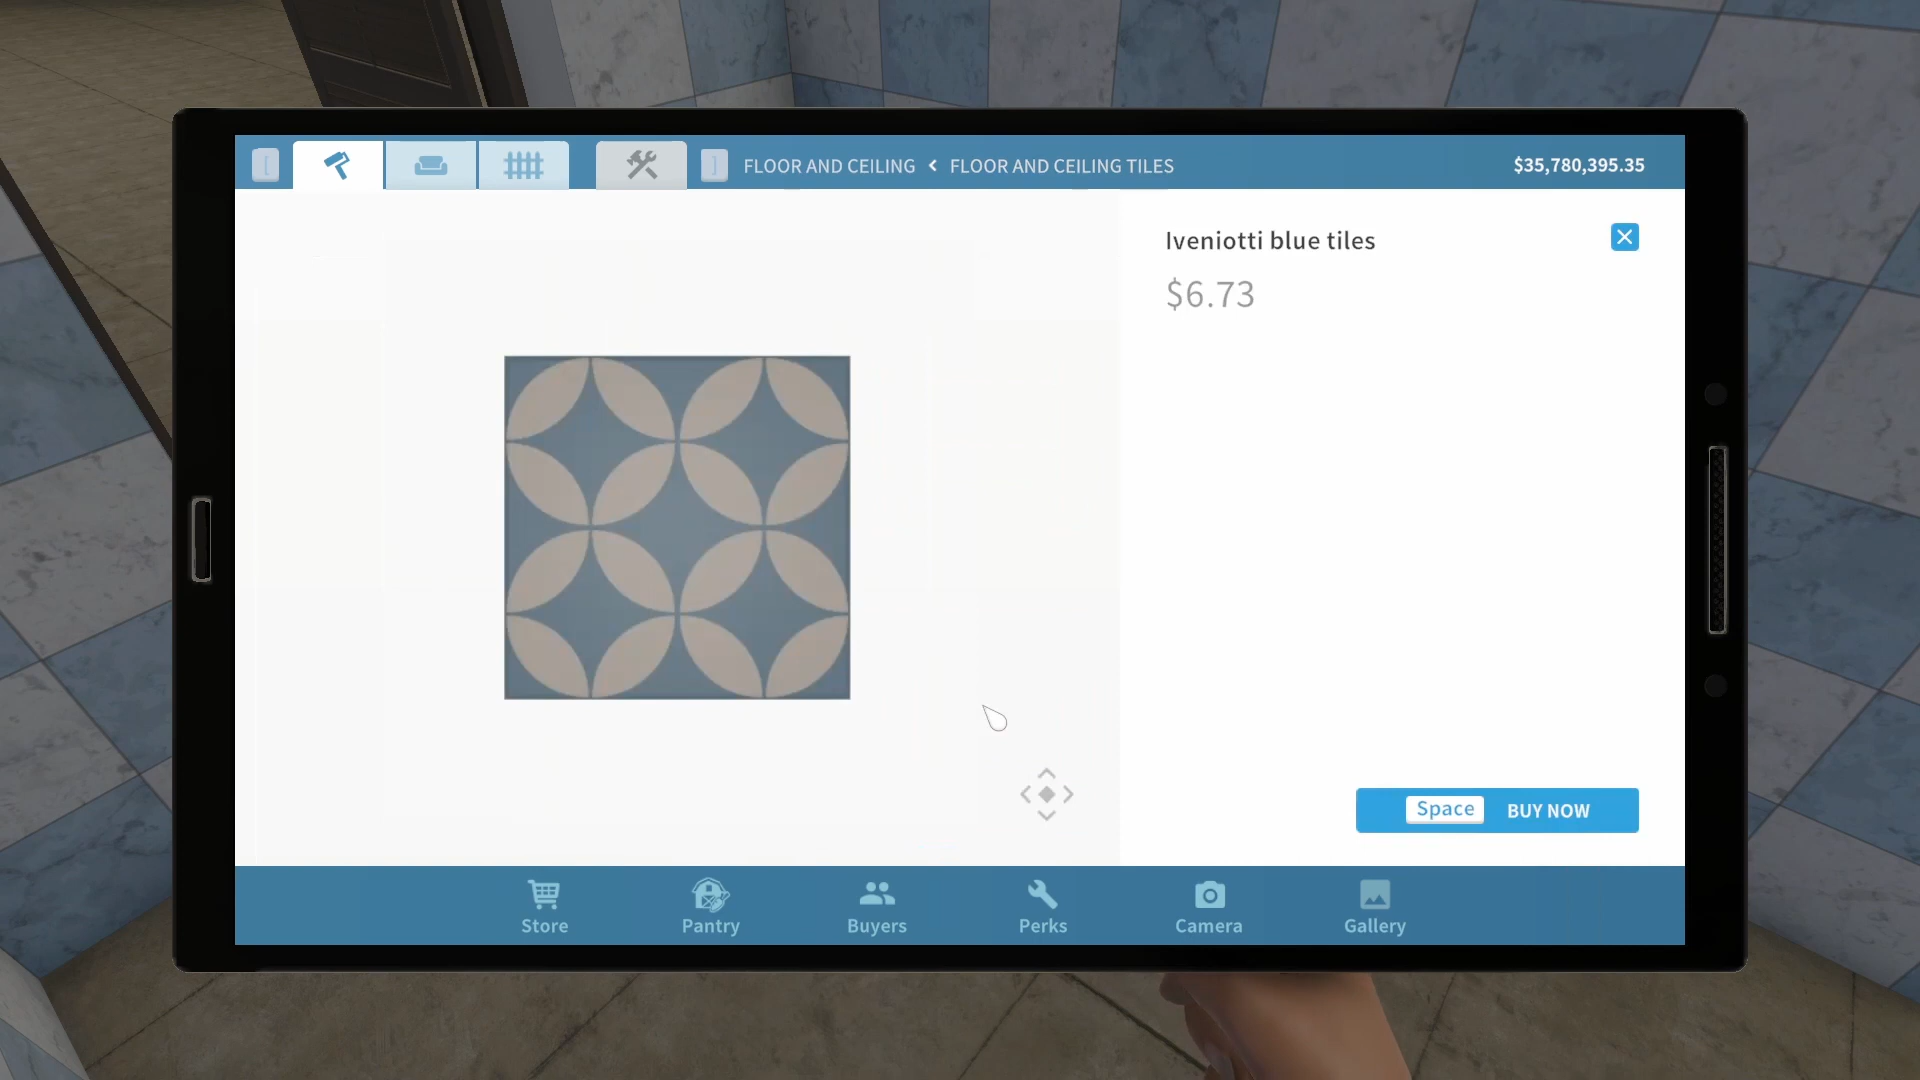 [
]
FLOOR AND CEILING < FLOOR AND CEILING TILES
$35,780,395.35
Iveniotti blue tiles
$6.73
Space BUY NOW
Store
Pantry
Buyers
Perks
Camera
Gallery